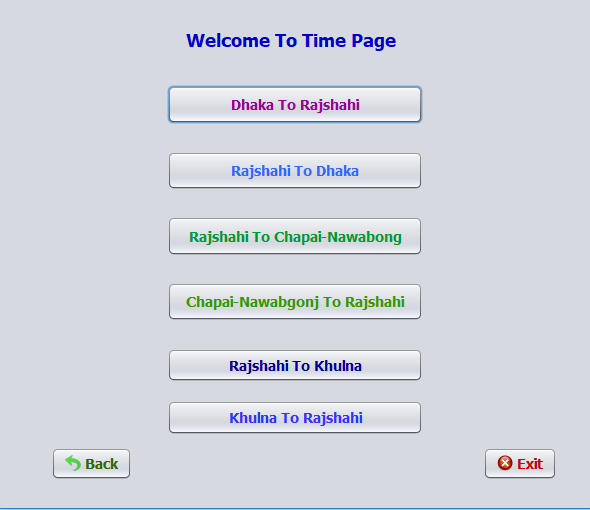 Welcome To Time Page
Dhaka To Rajshahi
Rajshahi To Dhaka
Rajshahi To Chapai-Nawabong
Chapai-Nawabgonj To Rajshahi
Rajshahi To Khulna
Khulna To Rajshahi
Back
Exit